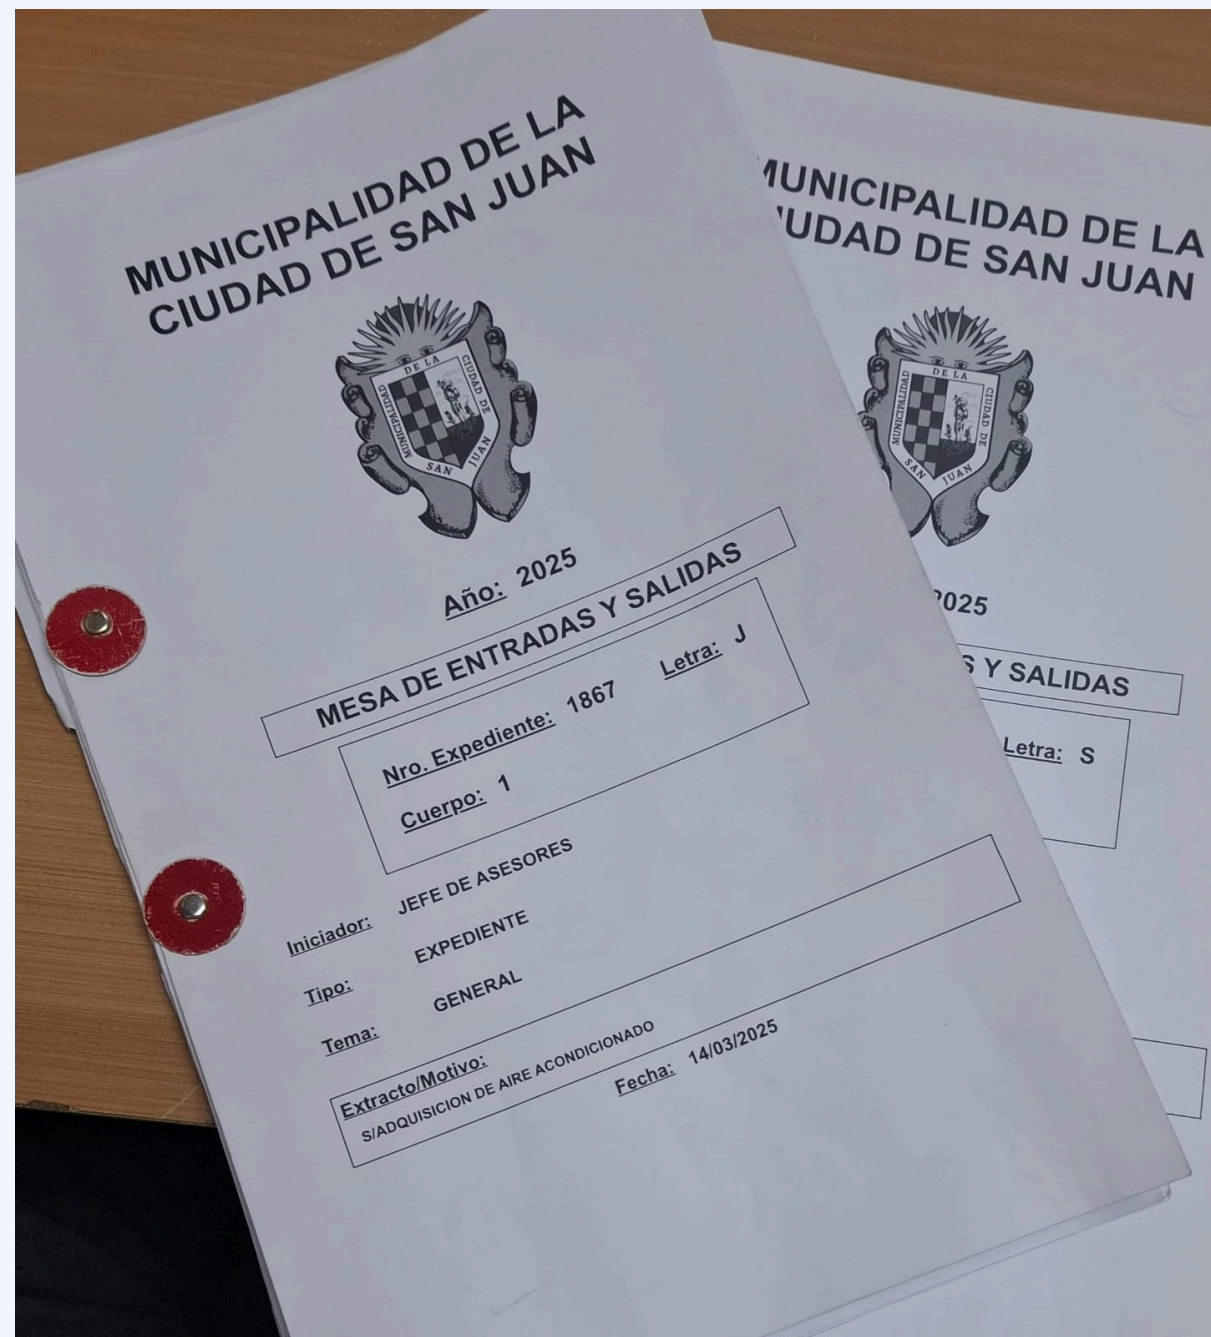 MUNICIPALIDAD DE LA
CIUDAD DE SAN JUAN
MUNICIPALIDAD DE LA CIUDAD DE SAN JUAN
Año: 2025
MESA DE ENTRADAS Y SALIDAS
Nro. Expediente: 1867 Letra: J
Cuerpo: 1
Iniciador: JEFE DE ASESORES
Tipo: EXPEDIENTE
Tema: GENERAL
Extracto/Motivo:
S/ADQUISICION DE AIRE ACONDICIONADO
Fecha: 14/03/2025
MUNICIPALIDAD DE LA
IUDAD DE SAN JUAN
MUNICIPALIDAD DE LA CIUDAD DE SAN JUAN
2025
S Y SALIDAS
Letra: S